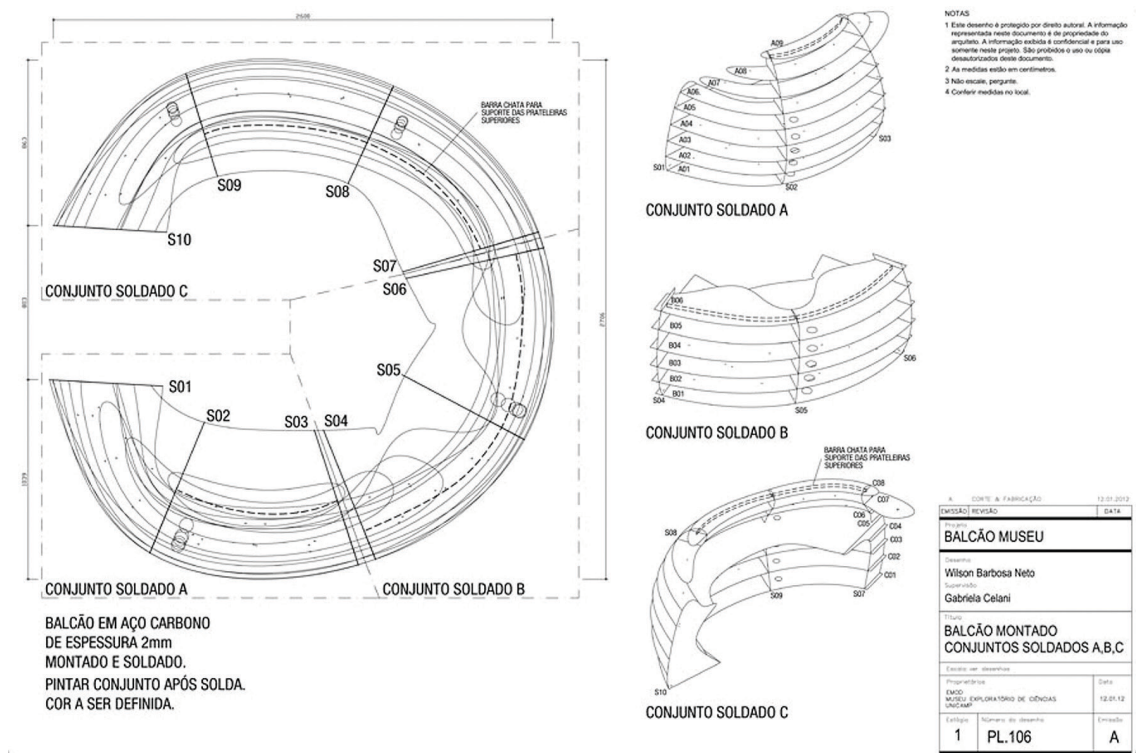 2608
863
853
1029
2706
BARRA CHATA PARA
SUPORTE DAS PRATELEIRAS
SUPERIORES
S09
S08
S10
S07
S06
CONJUNTO SOLDADO C
S05
S01
S02
S03
S04
CONJUNTO SOLDADO A
CONJUNTO SOLDADO B
BALCÃO EM AÇO CARBONO
DE ESPESSURA 2mm
MONTADO E SOLDADO.
PINTAR CONJUNTO APÓS SOLDA.
COR A SER DEFINIDA.
A09
A08
A07
A06
A05
A04
A03
A02
A01
S01
S02
S03
CONJUNTO SOLDADO A
B06
B05
B04
B03
B02
B01
S04
S05
S06
CONJUNTO SOLDADO B
BARRA CHATA PARA
SUPORTE DAS PRATELEIRAS
SUPERIORES
C08
C07
C06
C05
C04
C03
C02
C01
S08
S09
S07
S10
CONJUNTO SOLDADO C
NOTAS
1 Este desenho é protegido por direito autoral. A informação
representada neste documento é de propriedade do
arquiteto. A informação exibida é confidencial e para uso
somente neste projeto. São proibidos o uso ou cópia
desautorizados deste documento.
2 As medidas estão em centímetros.
3 Não escale, pergunte.
4 Conferir medidas no local.
A CORTE & FABRICAÇÃO 12.01.2012
EMISSÃO REVISÃO DATA
Projeto
BALCÃO MUSEU
Desenho
Wilson Barbosa Neto
Supervisão
Gabriela Celani
Título
BALCÃO MONTADO
CONJUNTOS SOLDADOS A,B,C
Escala: ver desenhos
Proprietários Data
EMOD
MUSEU EXPLORATÓRIO DE CIÊNCIAS
UNICAMP
12.01.12
Estágio Número do desenho Emissão
1 PL.106 A